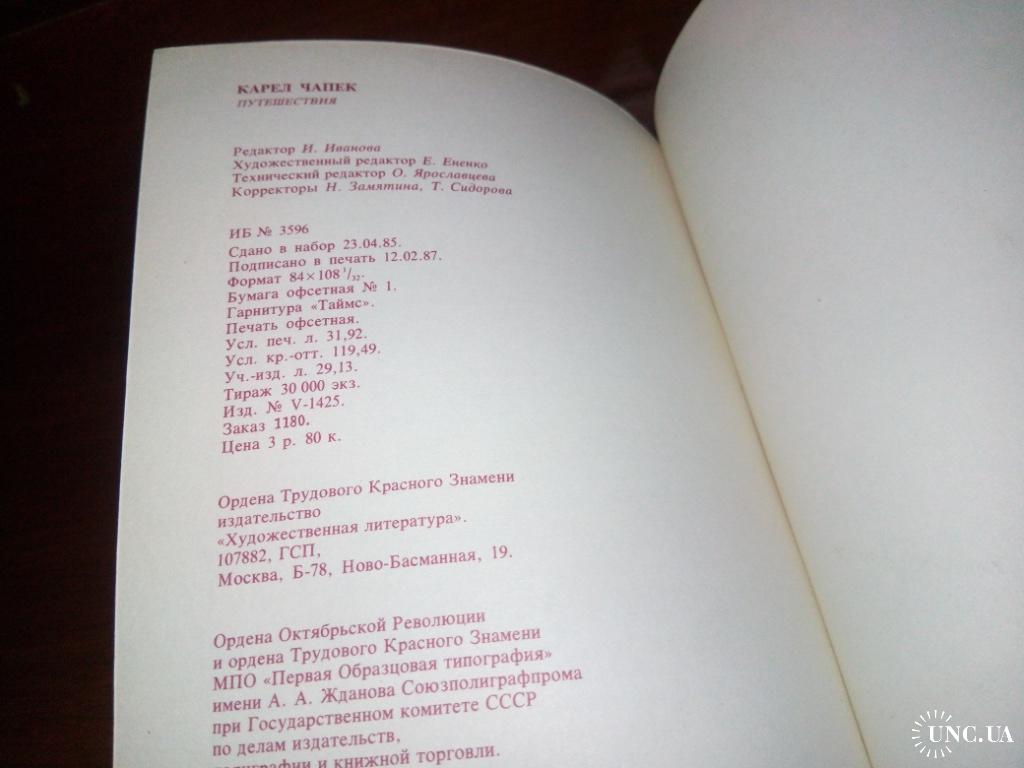 КАРЕЛ ЧАПЕК
ПУТЕШЕСТВИЯ
Редактор И. Иванова
Художественный редактор Е. Ененко
Технический редактор О. Ярославцева
Корректоры Н. Замятина, Т. Сидорова
ИБ № 3596
Сдано в набор 23.04.85.
Подписано в печать 12.02.87.
Формат 84×108 1/32.
Бумага офсетная № 1.
Гарнитура «Таймс».
Печать офсетная.
Усл. печ. л. 31,92.
Усл. кр.-отт. 119,49.
Уч.-изд. л. 29,13.
Тираж 30 000 экз.
Изд. № V-1425.
Заказ 1180.
Цена 3 р. 80 к.
Ордена Трудового Красного Знамени
издательство
«Художественная литература».
107882, ГСП,
Москва, Б-78, Ново-Басманная, 19.
Ордена Октябрьской Революции
и ордена Трудового Красного Знамени
МПО «Первая Образцовая типография»
имени А. А. Жданова Союзполиграфпрома
при Государственном комитете СССР
по делам издательств,
и книжной торговли.
UNC.UA